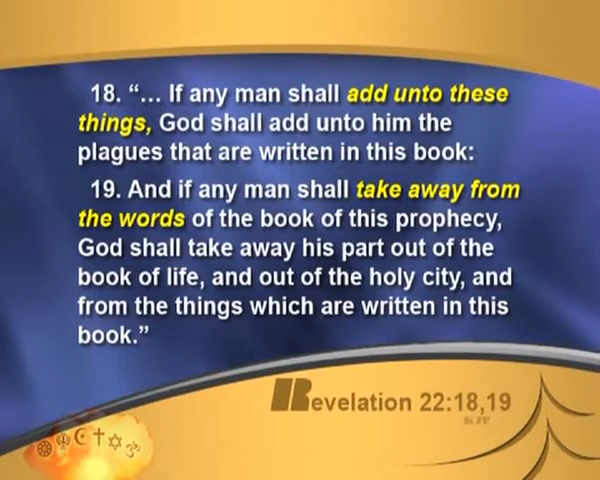 18. “... If any man shall add unto these
things, God shall add unto him the
plagues that are written in this book:
19. And if any man shall take away from
the words of the book of this prophecy,
God shall take away his part out of the
book of life, and out of the holy city, and
from the things which are written in this
book.”
Revelation 22:18,19